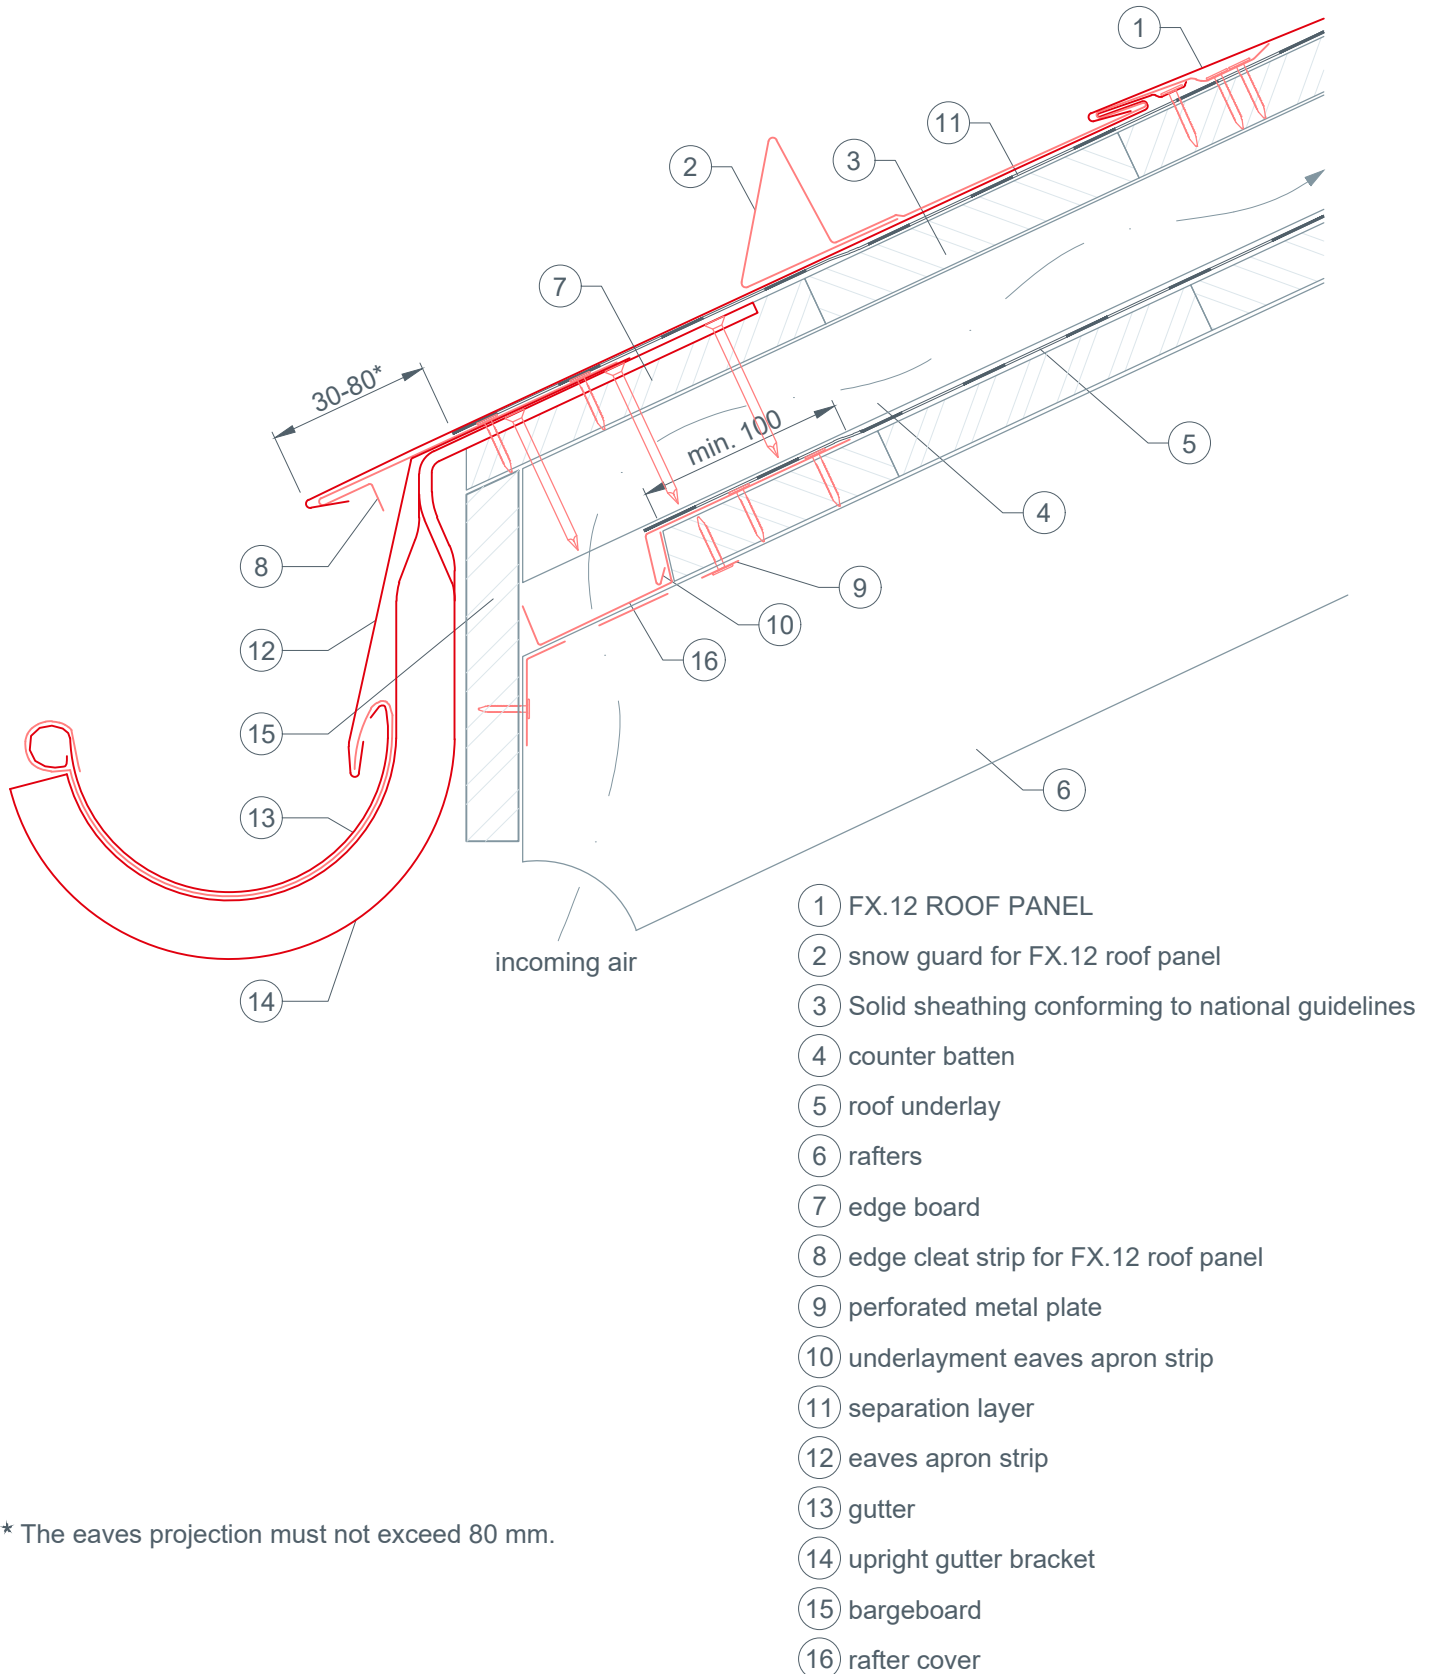 1
11
2
3
7
30-80*
min. 100
5
4
8
9
10
12
16
15
6
13
14
incoming air
1 FX.12 ROOF PANEL
2 snow guard for FX.12 roof panel
3 Solid sheathing conforming to national guidelines
4 counter batten
5 roof underlay
6 rafters
7 edge board
8 edge cleat strip for FX.12 roof panel
9 perforated metal plate
10 underlayment eaves apron strip
11 separation layer
12 eaves apron strip
13 gutter
* The eaves projection must not exceed 80 mm.
14 upright gutter bracket
15 bargeboard
16 rafter cover